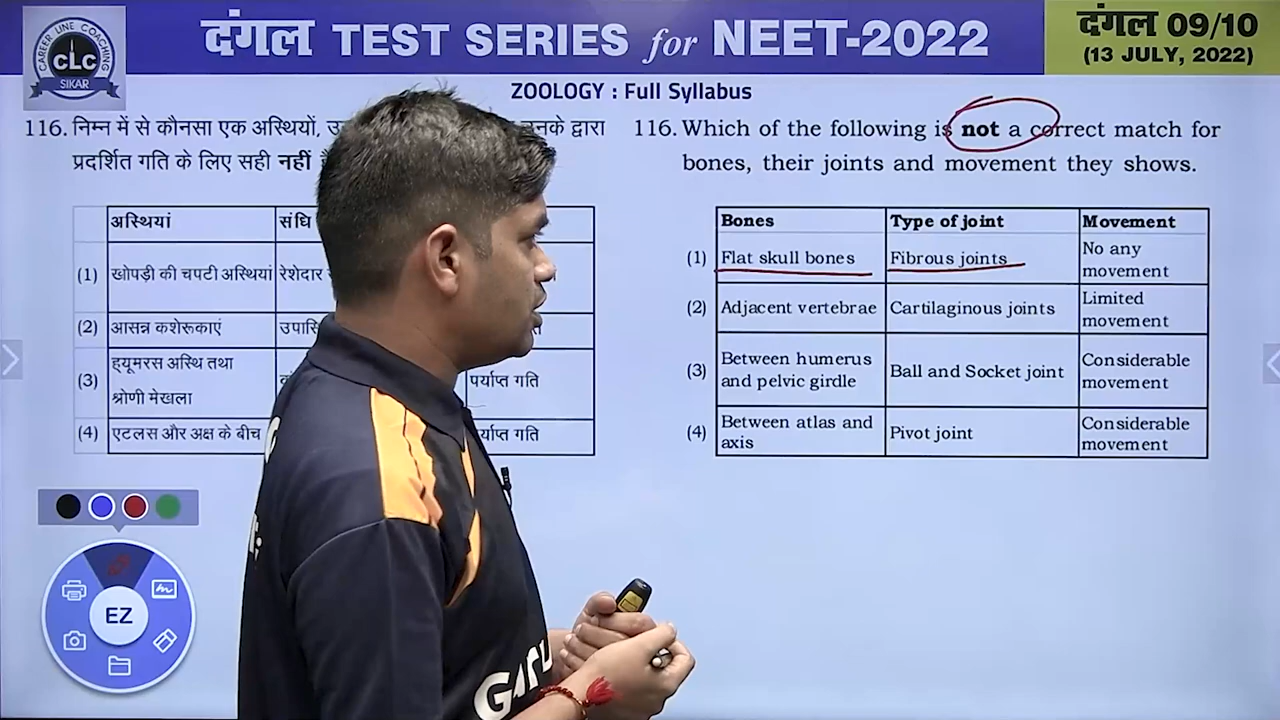 CAREER LINE COACHING
CLC
SIKAR
दंगल TEST SERIES for NEET-2022
दंगल 09/10
(13 JULY, 2022)
ZOOLOGY : Full Syllabus
116. निम्न में से कौनसा एक अस्थियों, उनके द्वारा
प्रदर्शित गति के लिए सही नहीं
अस्थियां संधि
(1) खोपड़ी की चपटी अस्थियां रेशेदार
(2) आसन्न कशेरूकाएं
(3) ह्यूमरस अस्थि तथा
श्रोणी मेखला
पर्याप्त गति
(4) एटलस और अक्ष के बीच
गति
116. Which of the following is not a correct match for
bones, their joints and movement they shows.
Bones Type of joint Movement
(1) Flat skull bones Fibrous joints No any
movement
(2) Adjacent vertebrae Cartilaginous joints Limited
movement
(3) Between humerus
and pelvic girdle Ball and Socket joint Considerable
movement
(4) Between atlas and
axis Pivot joint Considerable
movement
EZ